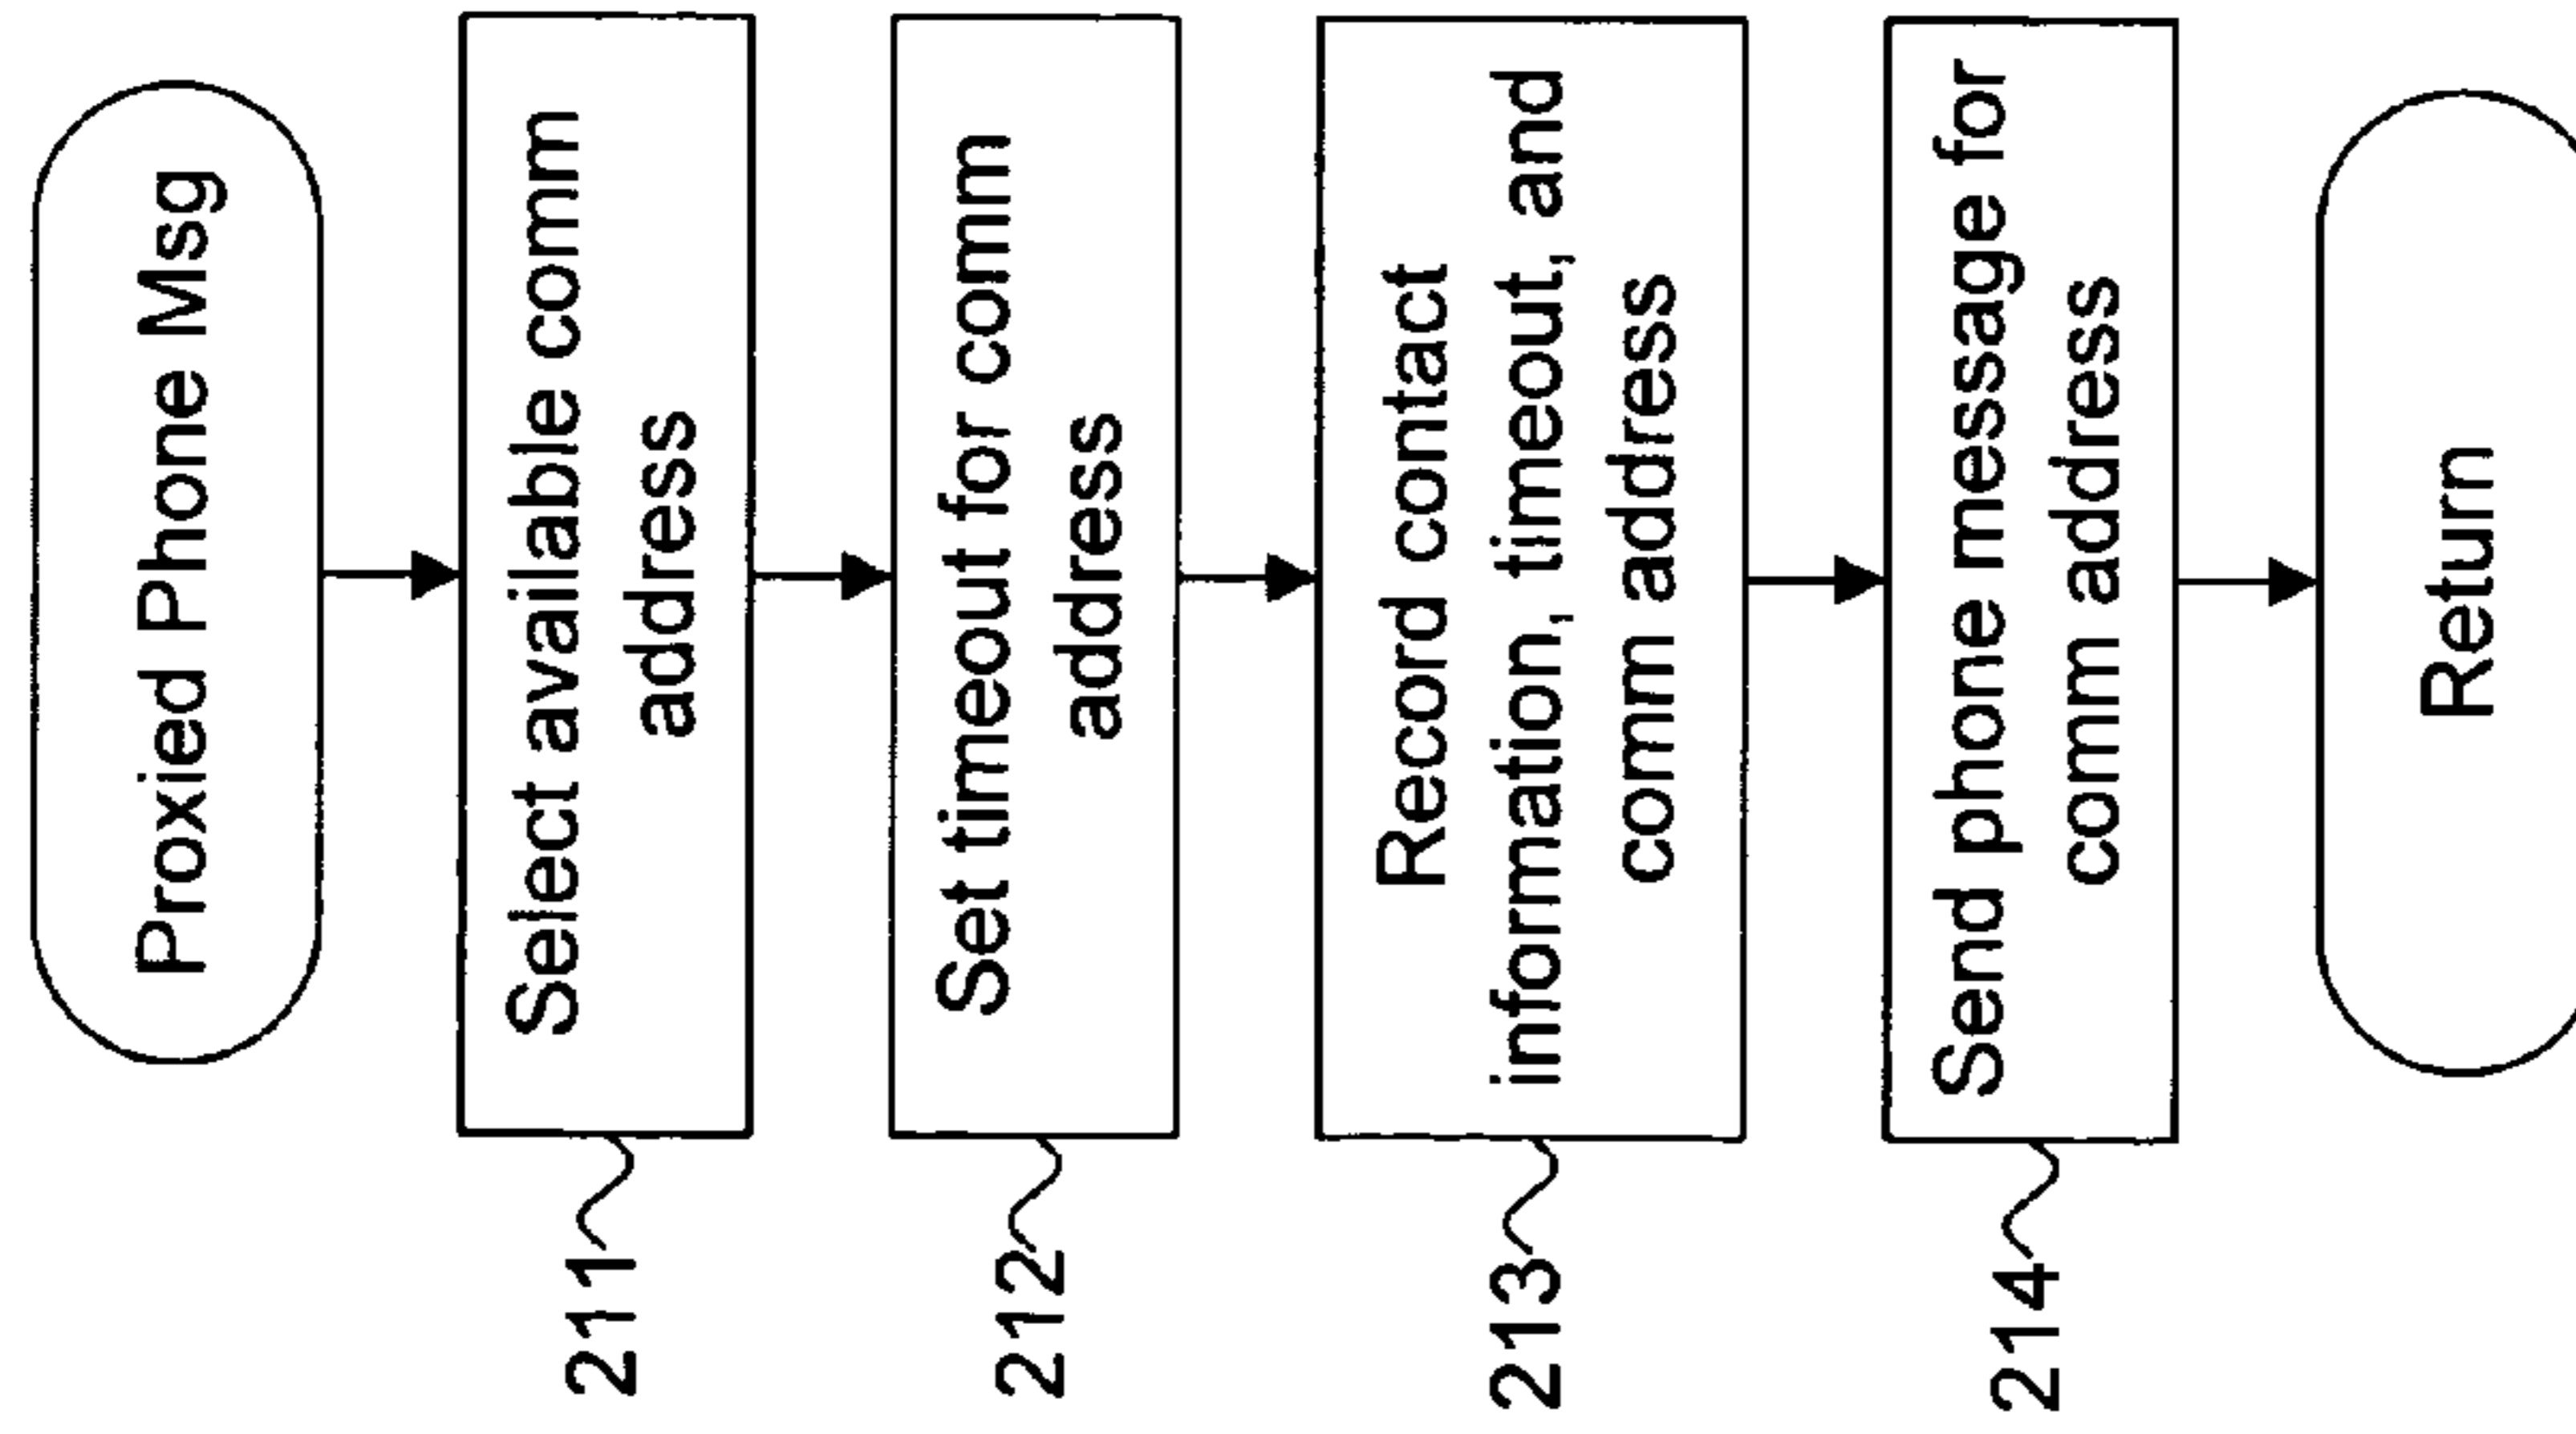 Proxied Phone Msg
211
Select available comm
address
212
Set timeout for comm
address
213
Record contact
information, timeout, and
comm address
214
Send phone message for
comm address
Return